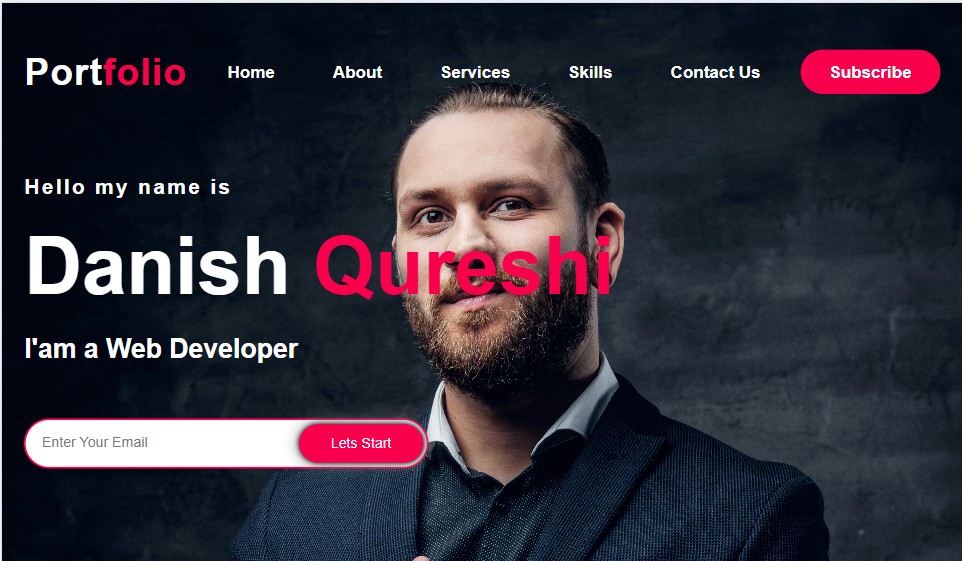 Portfolio Home About Services Skills Contact Us Subscribe
Hello my name is
Danish Qureshi
I'am a Web Developer
Enter Your Email Lets Start